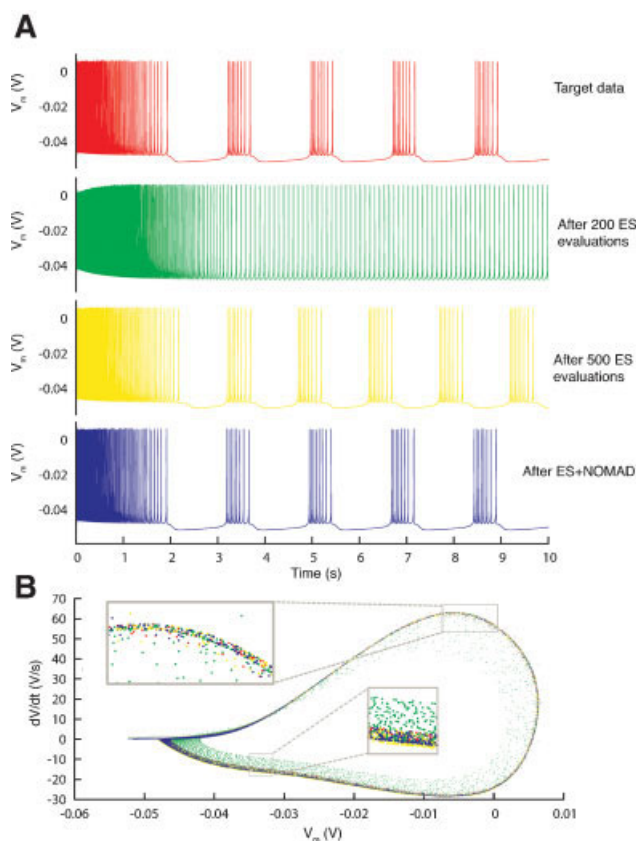 A
0
-0.02
-0.04
Vm (V)
Target data
0
-0.02
-0.04
Vm (V)
After 200 ES
evaluations
0
-0.02
-0.04
Vm (V)
After 500 ES
evaluations
0
-0.02
-0.04
Vm (V)
After ES+NOMAD
0 1 2 3 4 5 6 7 8 9 10
Time (s)
B
70
60
50
40
30
20
10
0
-10
-20
-30
dV/dt (V/s)
-0.06 -0.05 -0.04 -0.03 -0.02 -0.01 0 0.01
Vm (V)